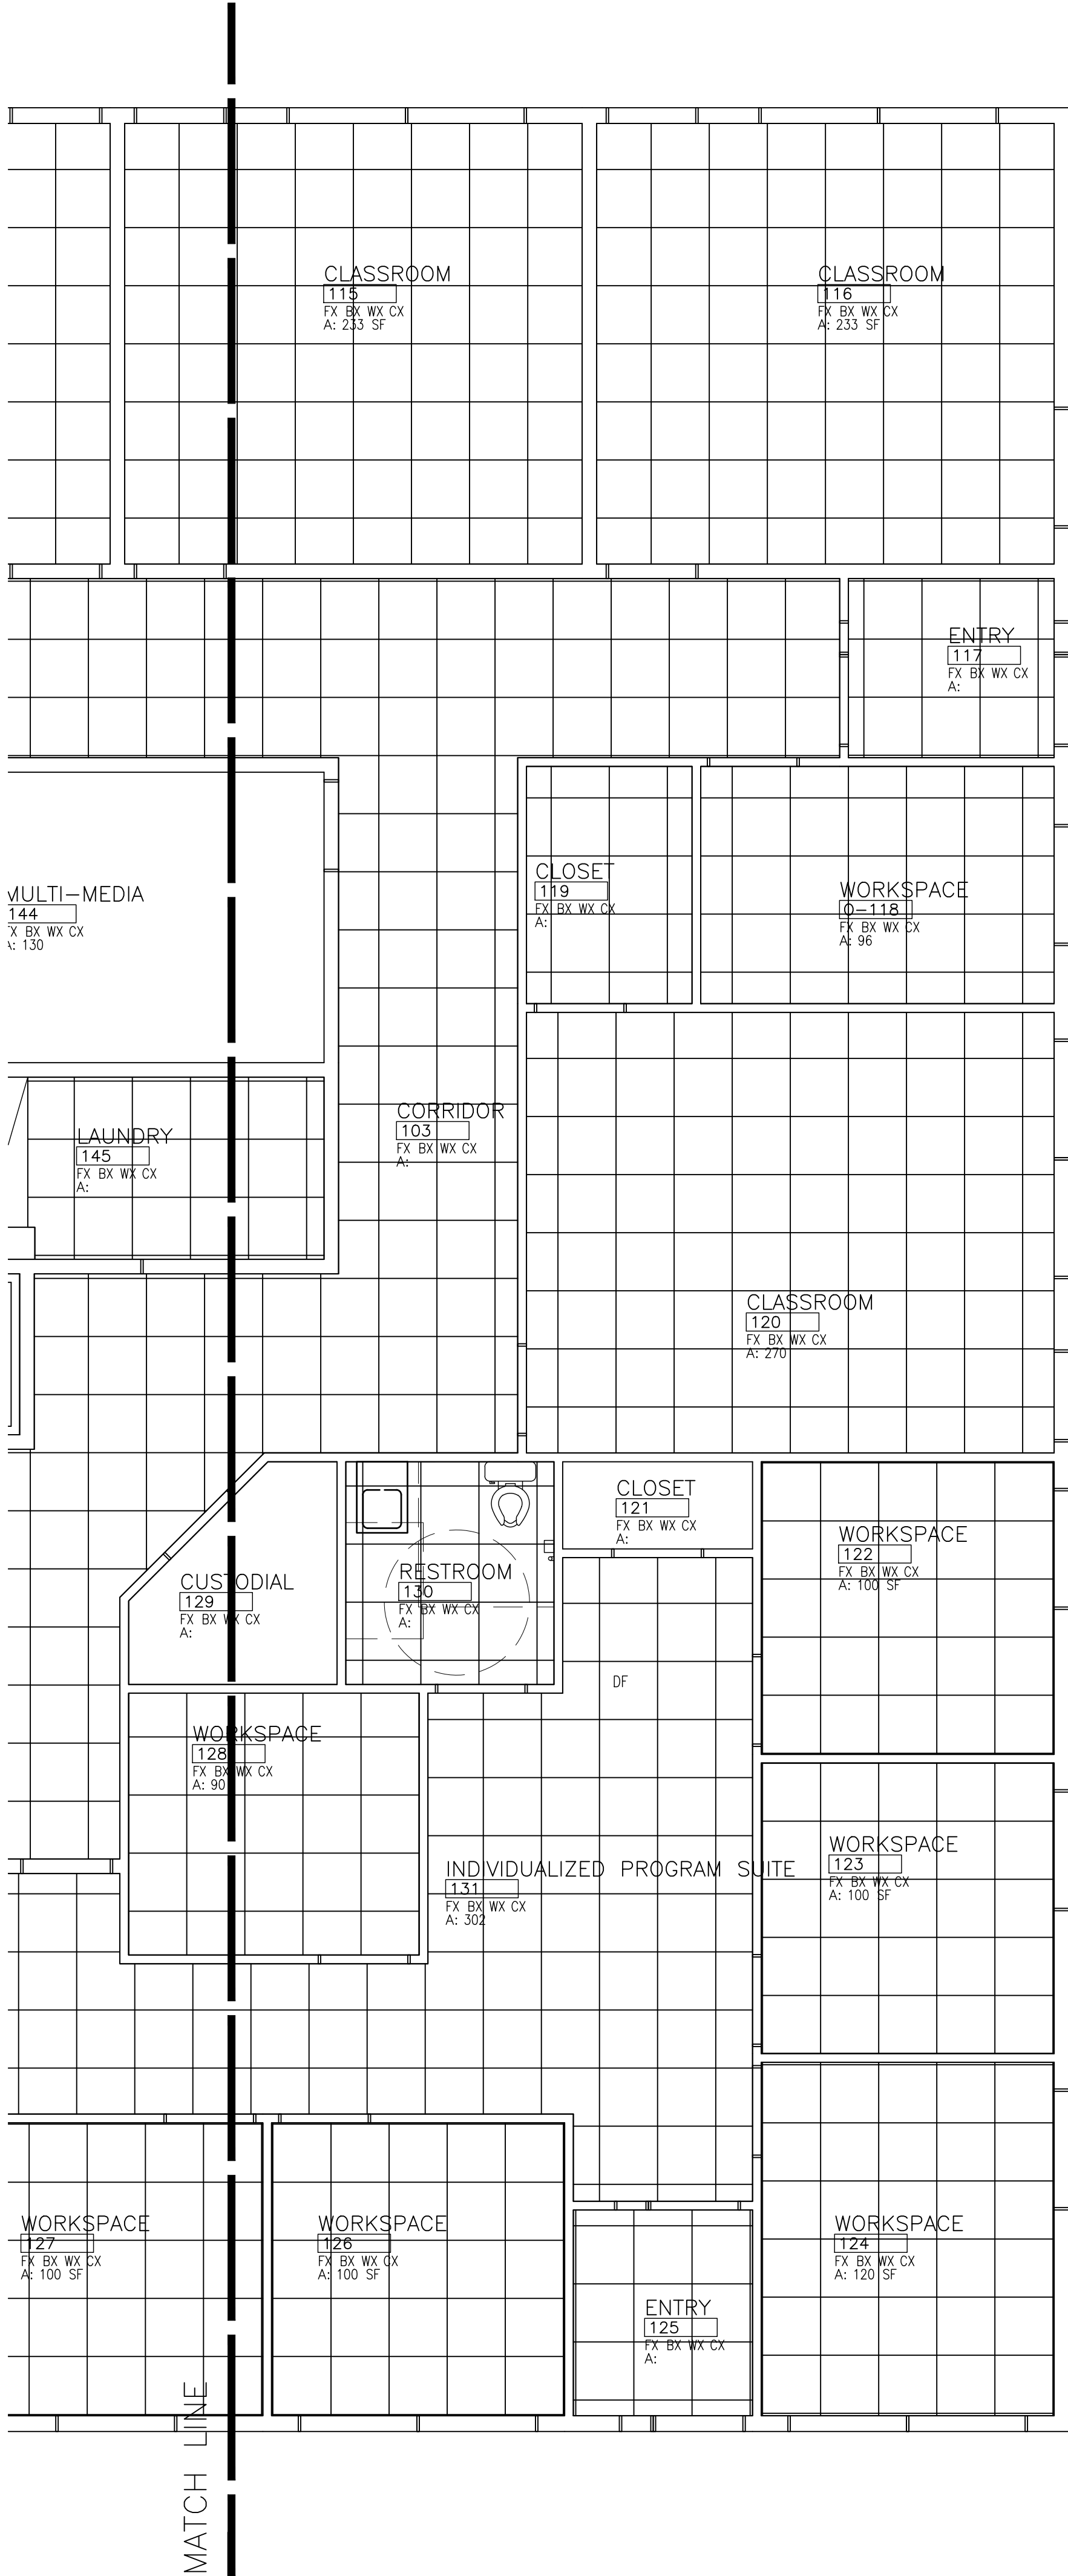 CLASSROOM
115
FX BX WX CX
A: 233 SF
CLASSROOM
116
FX BX WX CX
A: 233 SF
ENTRY
117
FX BX WX CX
A:
MULTI-MEDIA
144
FX BX WX CX
A: 130
CLOSET
119
FX BX WX CX
A:
WORKSPACE
0-118
FX BX WX CX
A: 96
LAUNDRY
145
FX BX WX CX
A:
CORRIDOR
103
FX BX WX CX
A:
CLASSROOM
120
FX BX WX CX
A: 270
CLOSET
121
FX BX WX CX
A:
WORKSPACE
122
FX BX WX CX
A: 100 SF
CUSTODIAL
129
FX BX WX CX
A:
RESTROOM
130
FX BX WX CX
A:
DF
WORKSPACE
128
FX BX WX CX
A: 90
INDIVIDUALIZED PROGRAM SUITE
131
FX BX WX CX
A: 302
WORKSPACE
123
FX BX WX CX
A: 100 SF
WORKSPACE
127
FX BX WX CX
A: 100 SF
WORKSPACE
126
FX BX WX CX
A: 100 SF
WORKSPACE
124
FX BX WX CX
A: 120 SF
ENTRY
125
FX BX WX CX
A:
MATCH LINE